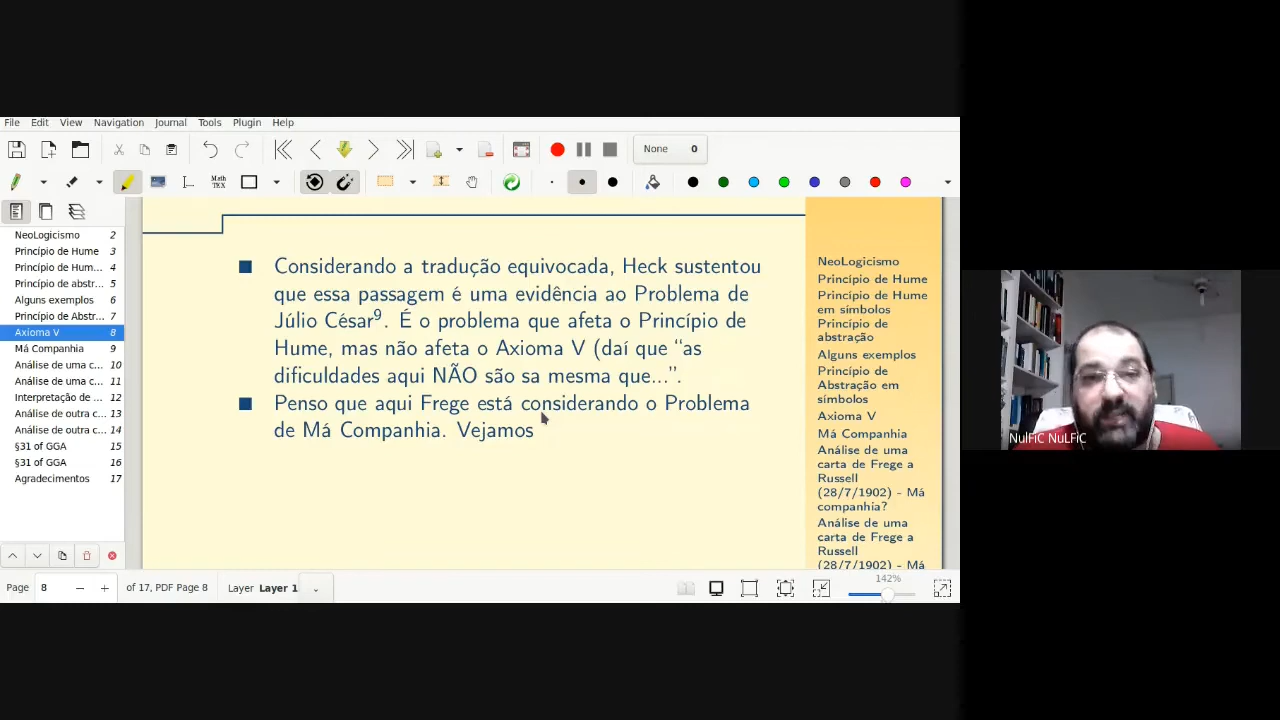 File Edit View Navigation Journal Tools Plugin Help
None 0
Math
TEX
NeoLogicismo 2
Princípio de Hume 3
Princípio de Hum... 4
Princípio de abstr... 5
Alguns exemplos 6
Princípio de Abstr... 7
Axioma V 8
Má Companhia 9
Análise de uma c... 10
Análise de uma c... 11
Interpretação de ... 12
Análise de outra c... 13
Análise de outra c... 14
§31 of GGA 15
§31 of GGA 16
Agradecimentos 17
Considerando a tradução equivocada, Heck sustentou
que essa passagem é uma evidência ao Problema de
Júlio César⁹. É o problema que afeta o Princípio de
Hume, mas não afeta o Axioma V (daí que “as
dificuldades aqui NÃO são sa mesma que...”.
Penso que aqui Frege está considerando o Problema
de Má Companhia. Vejamos
NeoLogicismo
Princípio de Hume
Princípio de Hume
em símbolos
Princípio de
abstração
Alguns exemplos
Princípio de
Abstração em
símbolos
Axioma V
Má Companhia
Análise de uma
carta de Frege a
Russell
(28/7/1902) - Má
companhia?
Análise de uma
carta de Frege a
Russell
(28/7/1902) - Má
NulFiC NuLFiC
Page 8 of 17, PDF Page 8 Layer Layer 1 142%